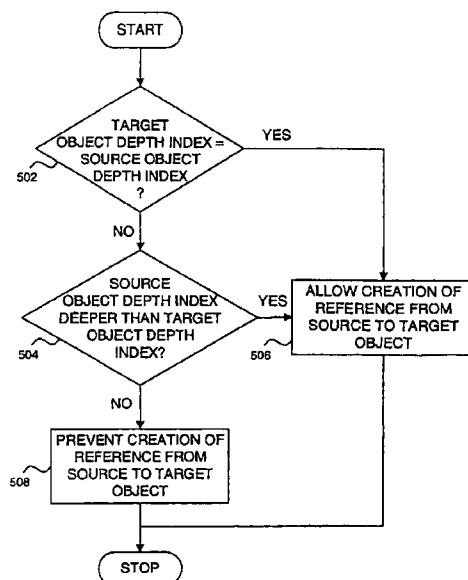 START
TARGET
OBJECT DEPTH INDEX =
SOURCE OBJECT
DEPTH INDEX
?
502
YES
NO
SOURCE
OBJECT DEPTH INDEX
DEEPER THAN TARGET
OBJECT DEPTH
INDEX?
504
YES
ALLOW CREATION OF
REFERENCE FROM
SOURCE TO TARGET
OBJECT
506
NO
PREVENT CREATION OF
REFERENCE FROM
SOURCE TO TARGET
OBJECT
508
STOP